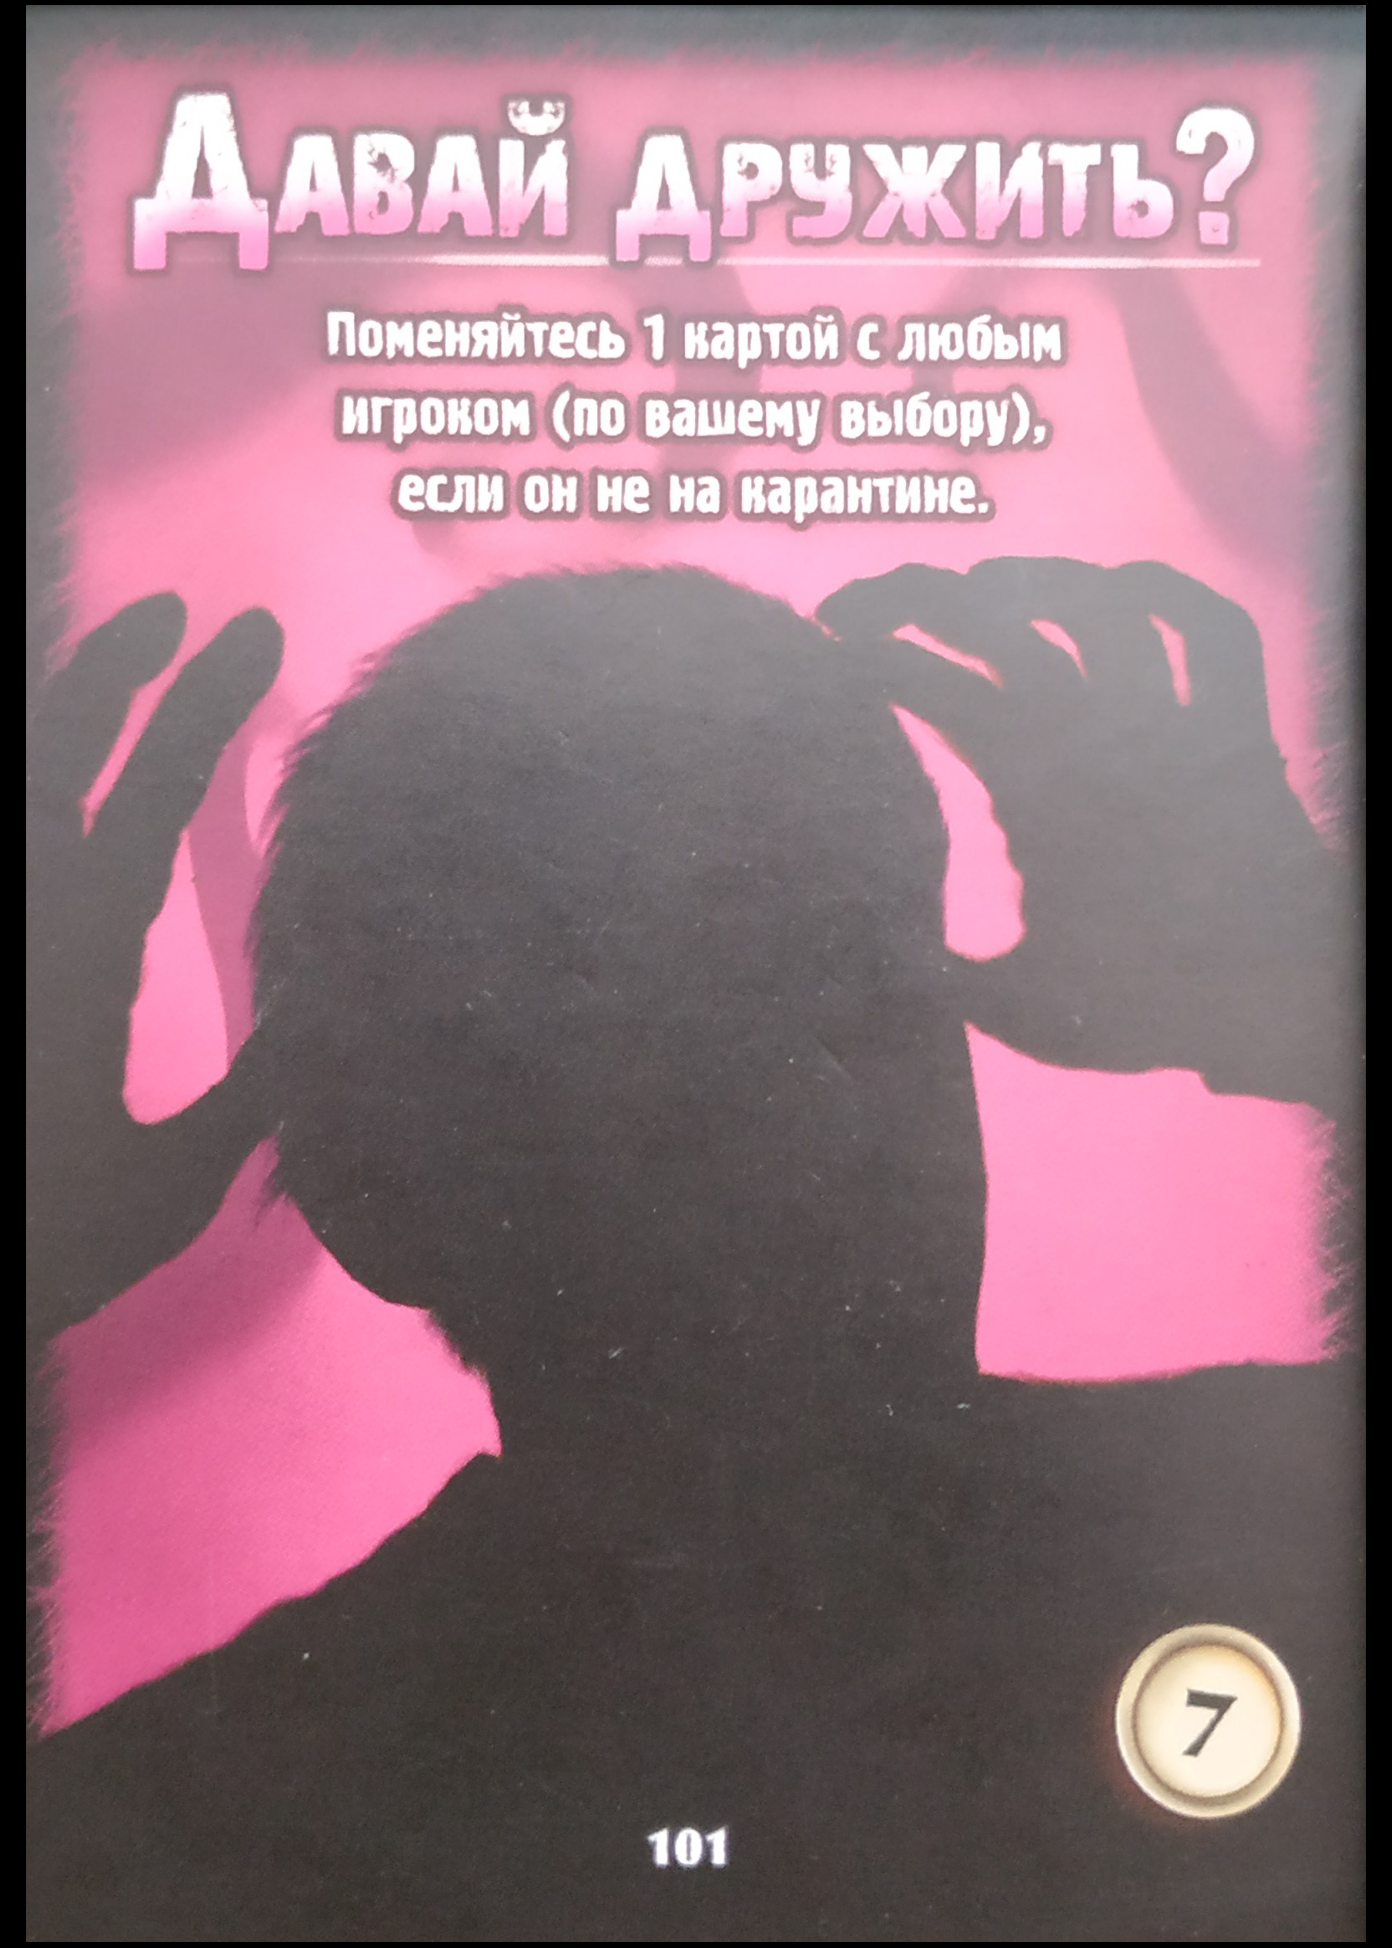 Давай дружить?
Поменяйтесь 1 картой с любым
игроком (по вашему выбору),
если он не на карантине.
7
101